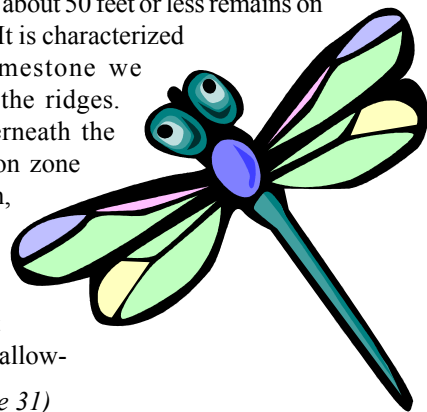 about 50 feet or less remains on
It is characterized
mestone we
the ridges.
erneath the
on zone
allow-
e 31)